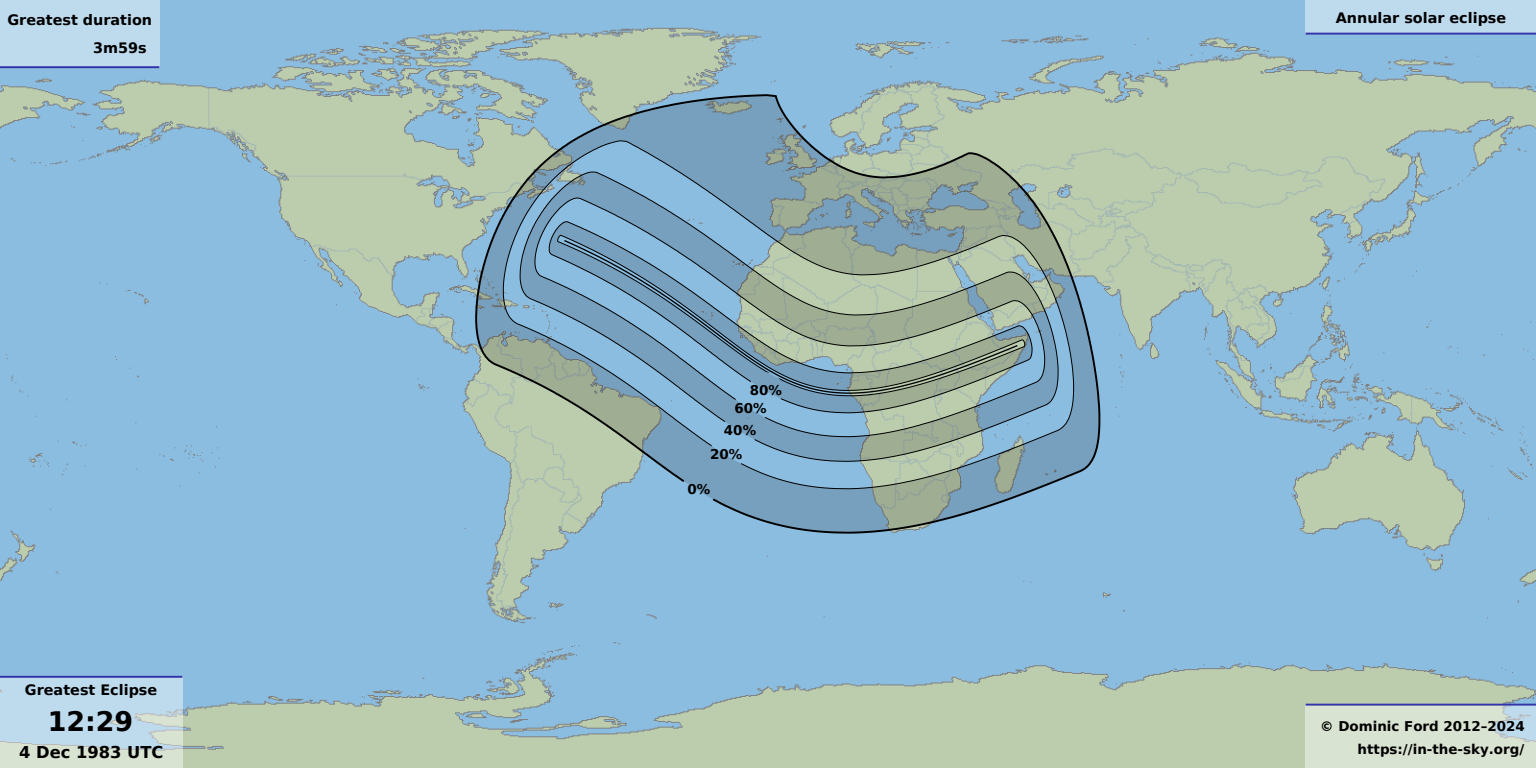 Greatest duration
3m59s
Annular solar eclipse
80%
60%
40%
20%
0%
Greatest Eclipse
12:29
4 Dec 1983 UTC
© Dominic Ford 2012–2024
https://in-the-sky.org/